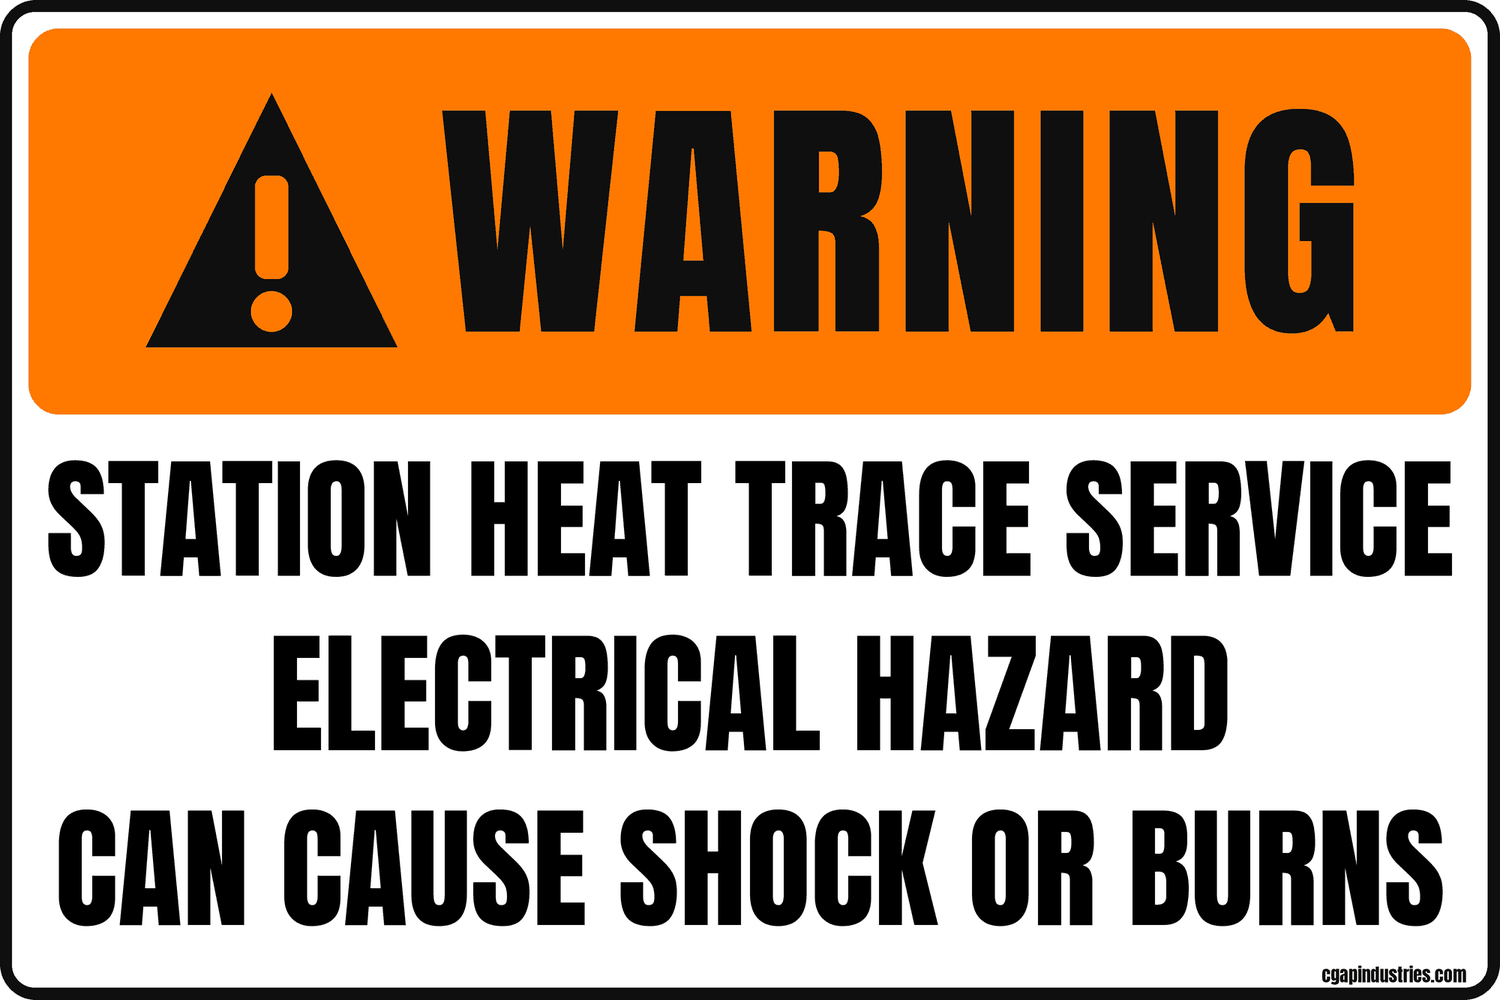 WARNING
STATION HEAT TRACE SERVICE
ELECTRICAL HAZARD
CAN CAUSE SHOCK OR BURNS
cgapindustries.com